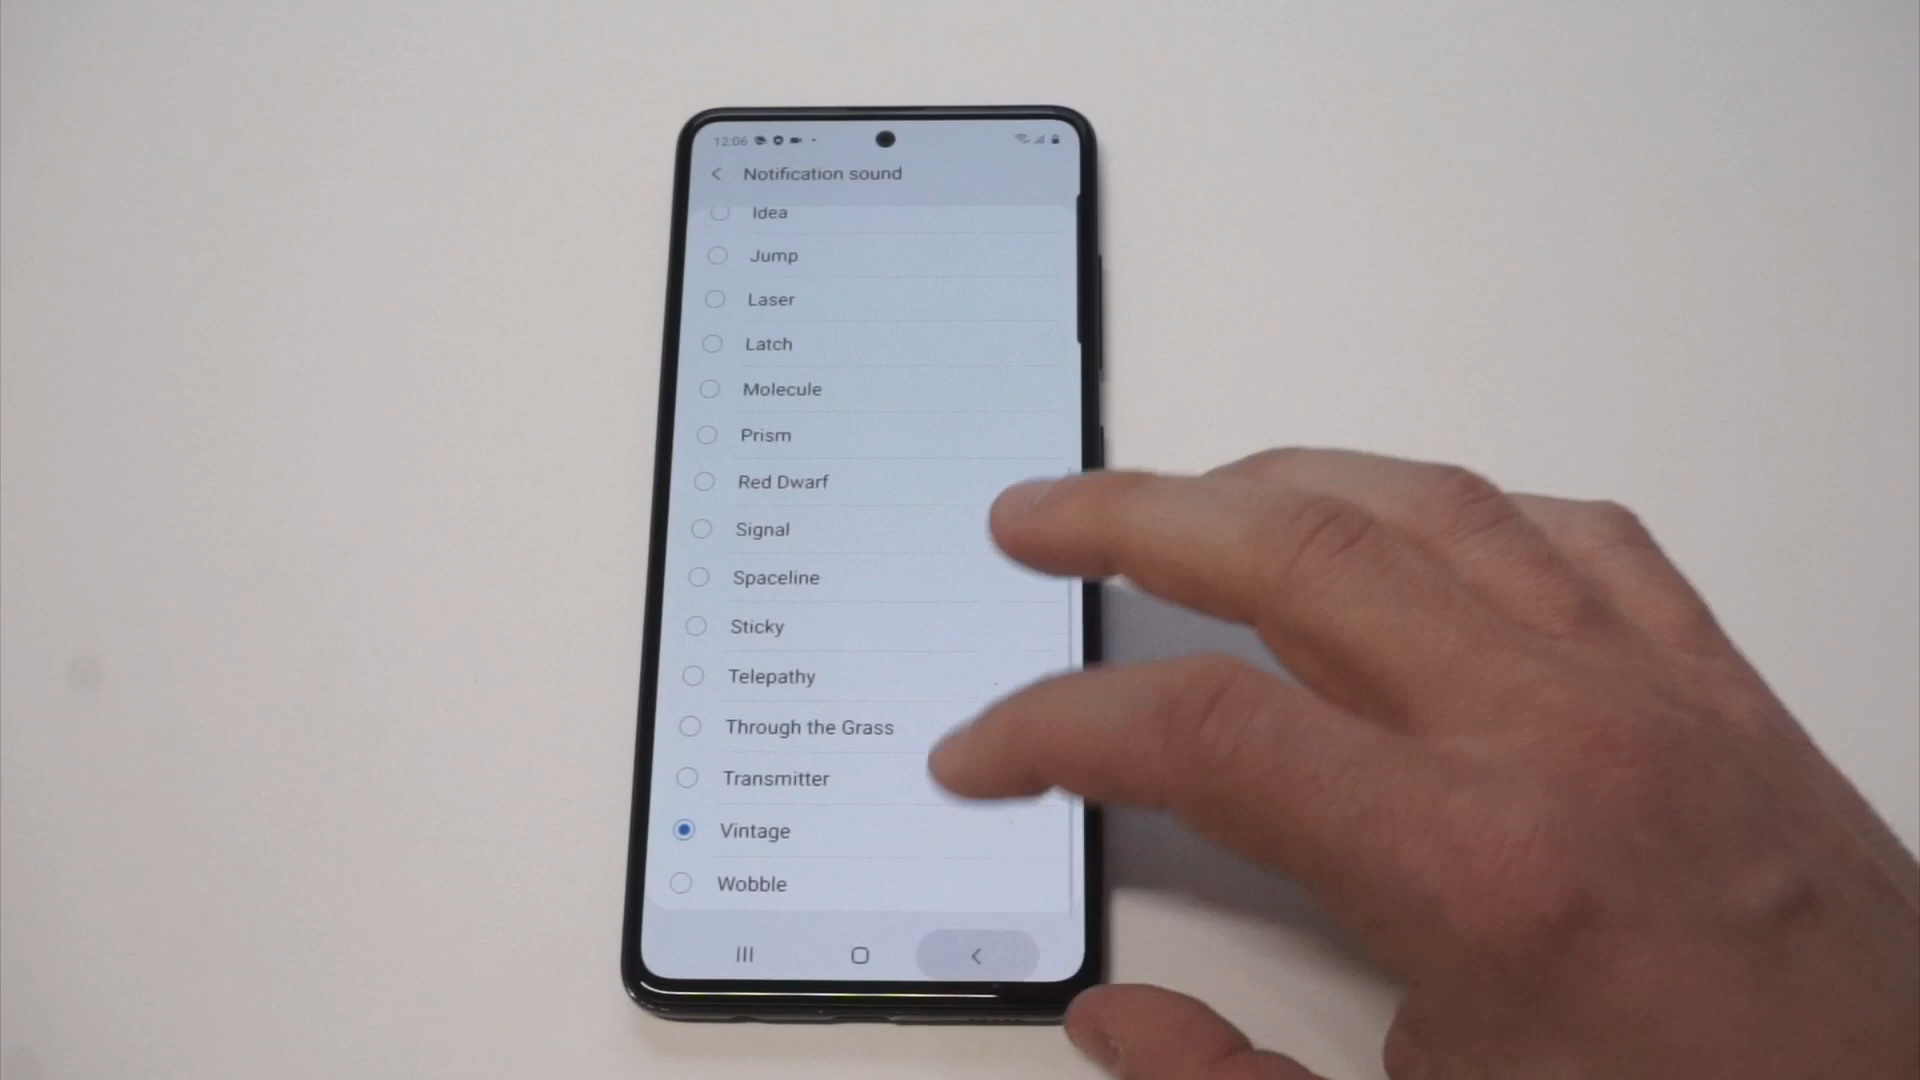 12:06
Notification sound
Idea
Jump
Laser
Latch
Molecule
Prism
Red Dwarf
Signal
Spaceline
Sticky
Telepathy
Through the Grass
Transmitter
Vintage
Wobble